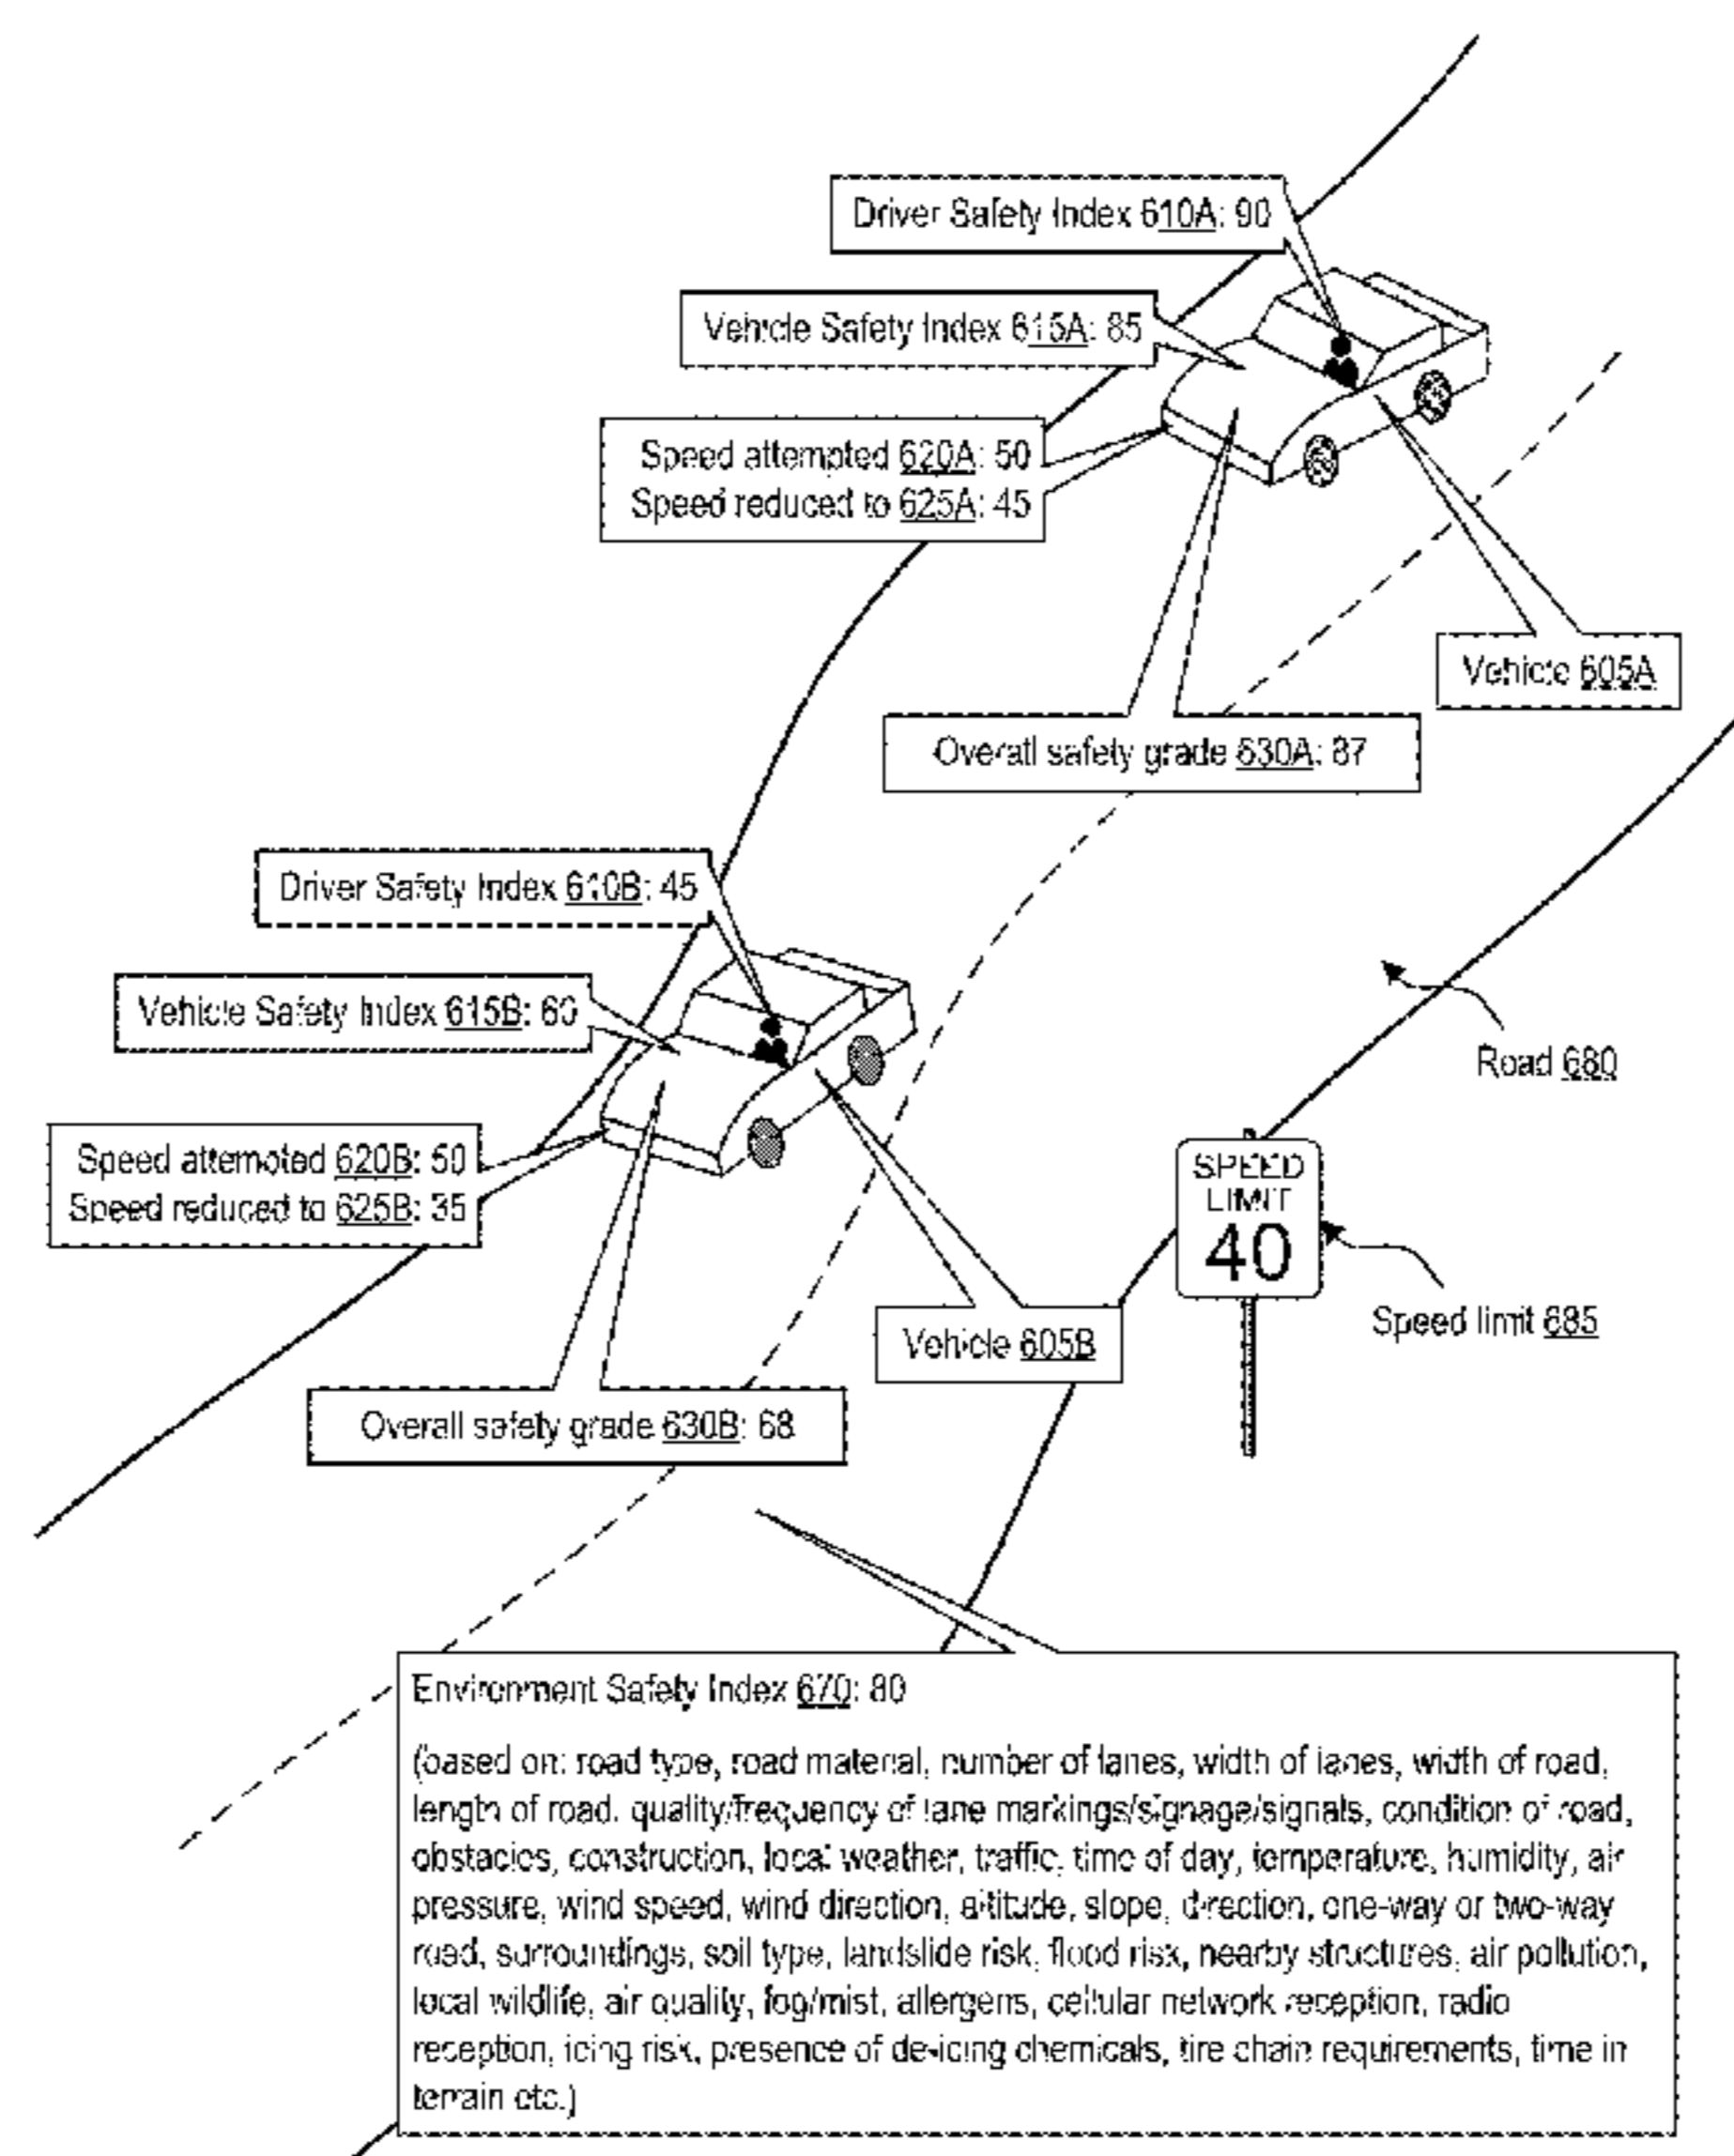 Driver Safety Index 610A: 90
Vehicle Safety Index 615A: 85
Speed attempted 620A: 50
Speed reduced to 625A: 45
Vehicle 605A
Overall safety grade 630A: 87
Driver Safety Index 610B: 45
Vehicle Safety Index 615B: 60
Road 680
Speed attempted 620B: 50
Speed reduced to 625B: 35
SPEED
LIMIT
40
Speed limit 685
Vehicle 605B
Overall safety grade 630B: 68
Environment Safety Index 670: 80
(based on: road type, road material, number of lanes, width of lanes, width of road,
length of road, quality/frequency of lane markings/signage/signals, condition of road,
obstacles, construction, local weather, traffic, time of day, temperature, humidity, air
pressure, wind speed, wind direction, altitude, slope, direction, one-way or two-way
road, surroundings, soil type, landslide risk, flood risk, nearby structures, air pollution,
local wildlife, air quality, fog/mist, allergens, cellular network reception, radio
reception, icing risk, presence of de-icing chemicals, tire chain requirements, time in
terrain etc.)